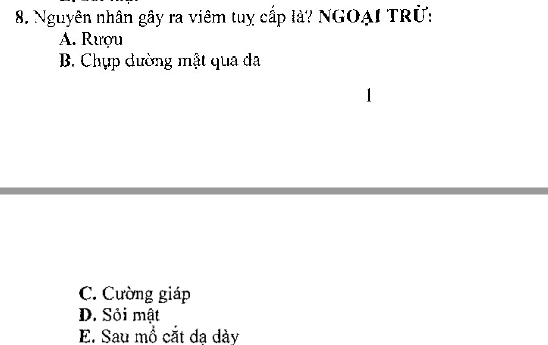 8. Nguyên nhân gây ra viêm tuỵ cấp là? NGOẠI TRỪ:
A. Rượu
B. Chụp đường mật qua da
1
C. Cường giáp
D. Sỏi mật
E. Sau mổ cắt dạ dày